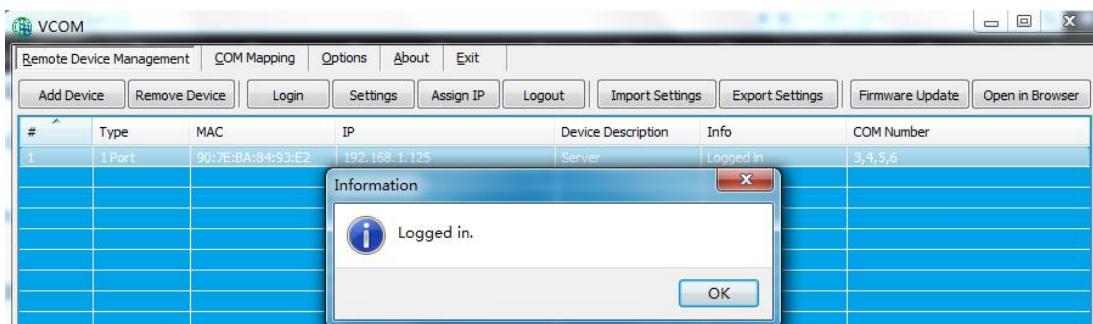 VCOM
Remote Device Management COM Mapping Options About Exit
Add Device Remove Device Login Settings Assign IP Logout Import Settings Export Settings Firmware Update Open in Browser
# Type MAC IP Device Description Info COM Number
1 1 Port 90:7E:BA:84:93:E2 192.168.1.125 Server Logged in 3,4,5,6
Information
Logged in.
OK